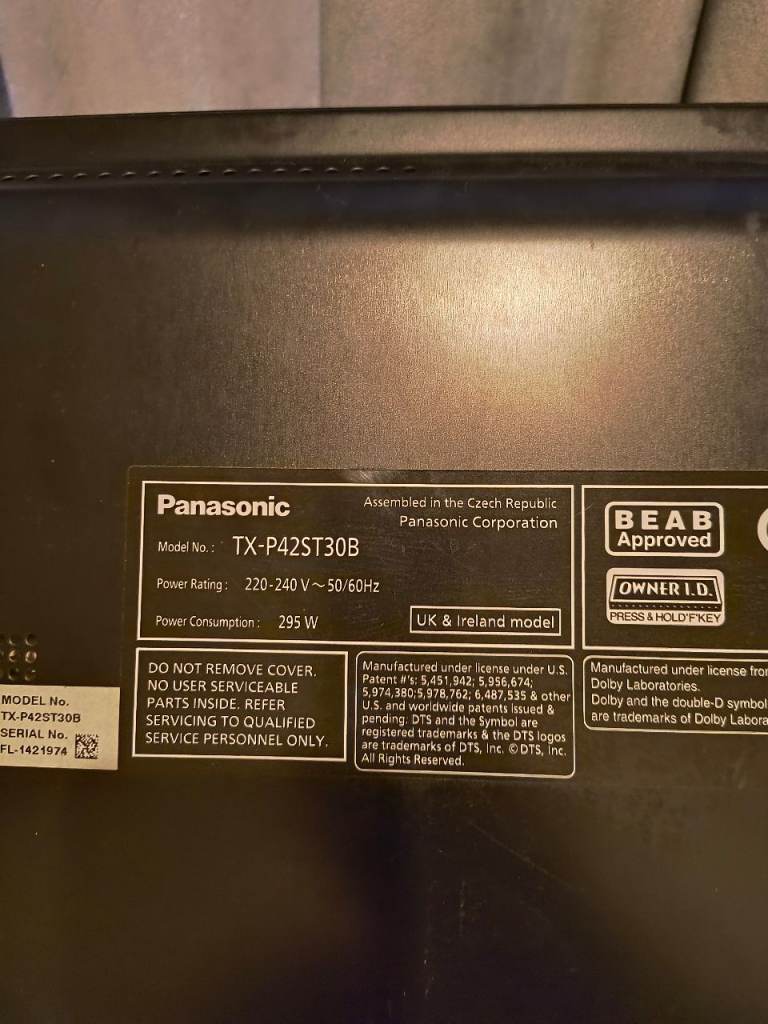 Panasonic
Assembled in the Czech Republic
Panasonic Corporation
Model No. : TX-P42ST30B
Power Rating : 220-240 V ~ 50/60Hz
Power Consumption : 295 W
UK & Ireland model
BEAB
Approved
OWNER I.D.
PRESS & HOLD 'F' KEY
DO NOT REMOVE COVER.
NO USER SERVICEABLE
PARTS INSIDE. REFER
SERVICING TO QUALIFIED
SERVICE PERSONNEL ONLY.
Manufactured under license under U.S.
Patent #'s: 5,451,942; 5,956,674;
5,974,380;5,978,762; 6,487,535 & other
U.S. and worldwide patents issued &
pending. DTS and the Symbol are
registered trademarks & the DTS logos
are trademarks of DTS, Inc. © DTS, Inc.
All Rights Reserved.
Manufactured under license from
Dolby Laboratories.
Dolby and the double-D symbol
are trademarks of Dolby Labora
MODEL No.
TX-P42ST30B
SERIAL No.
FL-1421974